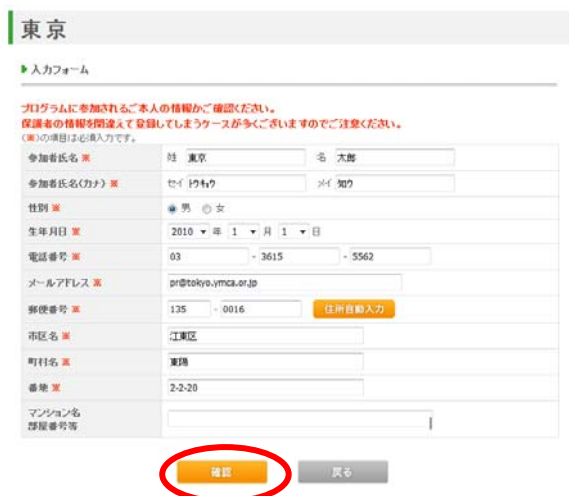 東京
入力フォーム
プログラムに参加されるご本人の情報かご確認ください。
保護者の情報を間違えて登録してしまうケースが多くございますのでご注意ください。
(※)の項目は必須入力です。
参加者氏名 ※ 姓 東京 名 太郎
参加者氏名(カナ) ※ セイ トウキョウ メイ タロウ
性別 ※ 男 女
生年月日 ※ 2010 年 1 月 1 日
電話番号 ※ 03 - 3615 - 5562
メールアドレス ※ pr@tokyo.ymca.or.jp
郵便番号 ※ 135 - 0016 住所自動入力
市区名 ※ 江東区
町村名 ※ 東陽
番地 ※ 2-2-20
マンション名
部屋番号等
確認 戻る